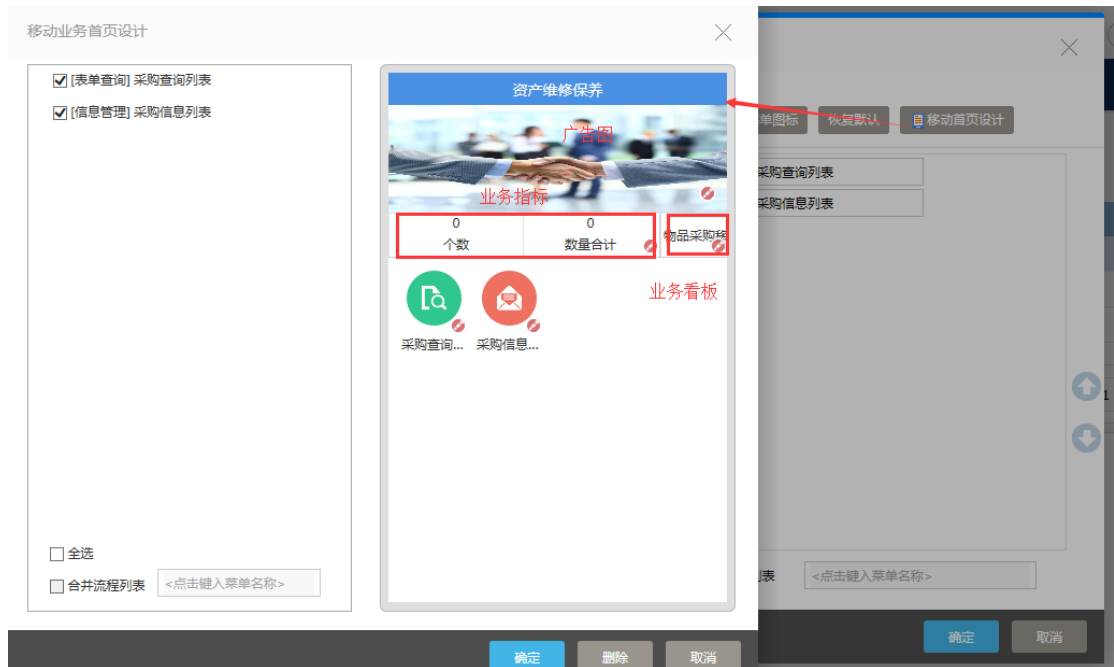 移动业务首页设计
[表单查询] 采购查询列表
[信息管理] 采购信息列表
全选
合并流程列表
<点击键入菜单名称>
资产维修保养
广告图
业务指标
0
个数
0
数量合计
物品采购移
业务看板
采购查询...
采购信息...
确定
删除
取消
单图标
恢复默认
移动首页设计
采购查询列表
采购信息列表
1
列表
<点击键入菜单名称>
确定
取消